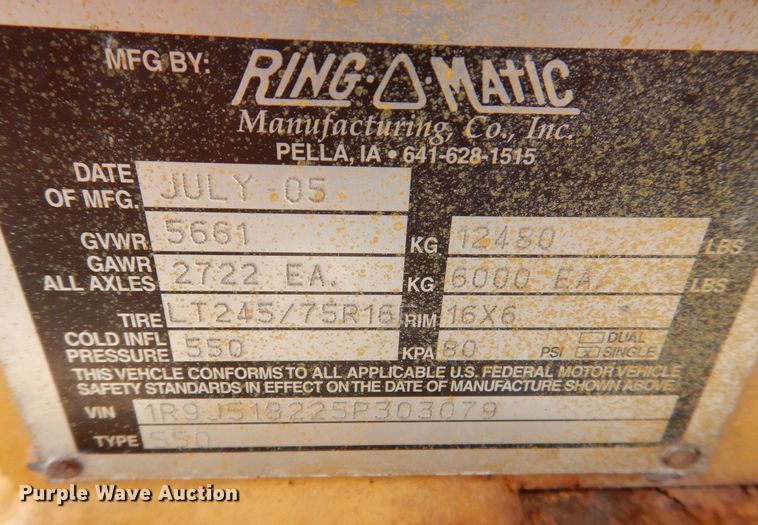 MFG BY: RING·O·MATIC
Manufacturing, Co., Inc.
PELLA, IA • 641-628-1515
DATE OF MFG. JULY 05
GVWR 5661 KG 12480 LBS
GAWR ALL AXLES 2722 EA. KG 6000 EA. LBS
TIRE LT245/75R16E RIM 16X6
COLD INFL PRESSURE 550 KPA 80 PSI DUAL X SINGLE
THIS VEHCLE CONFORMS TO ALL APPLICABLE U.S. FEDERAL MOTOR VEHICLE
SAFETY STANDARDS IN EFFECT ON THE DATE OF MANUFACTURE SHOWN ABOVE
VIN 1R9J518225P303079
TYPE 550
Purple Wave Auction